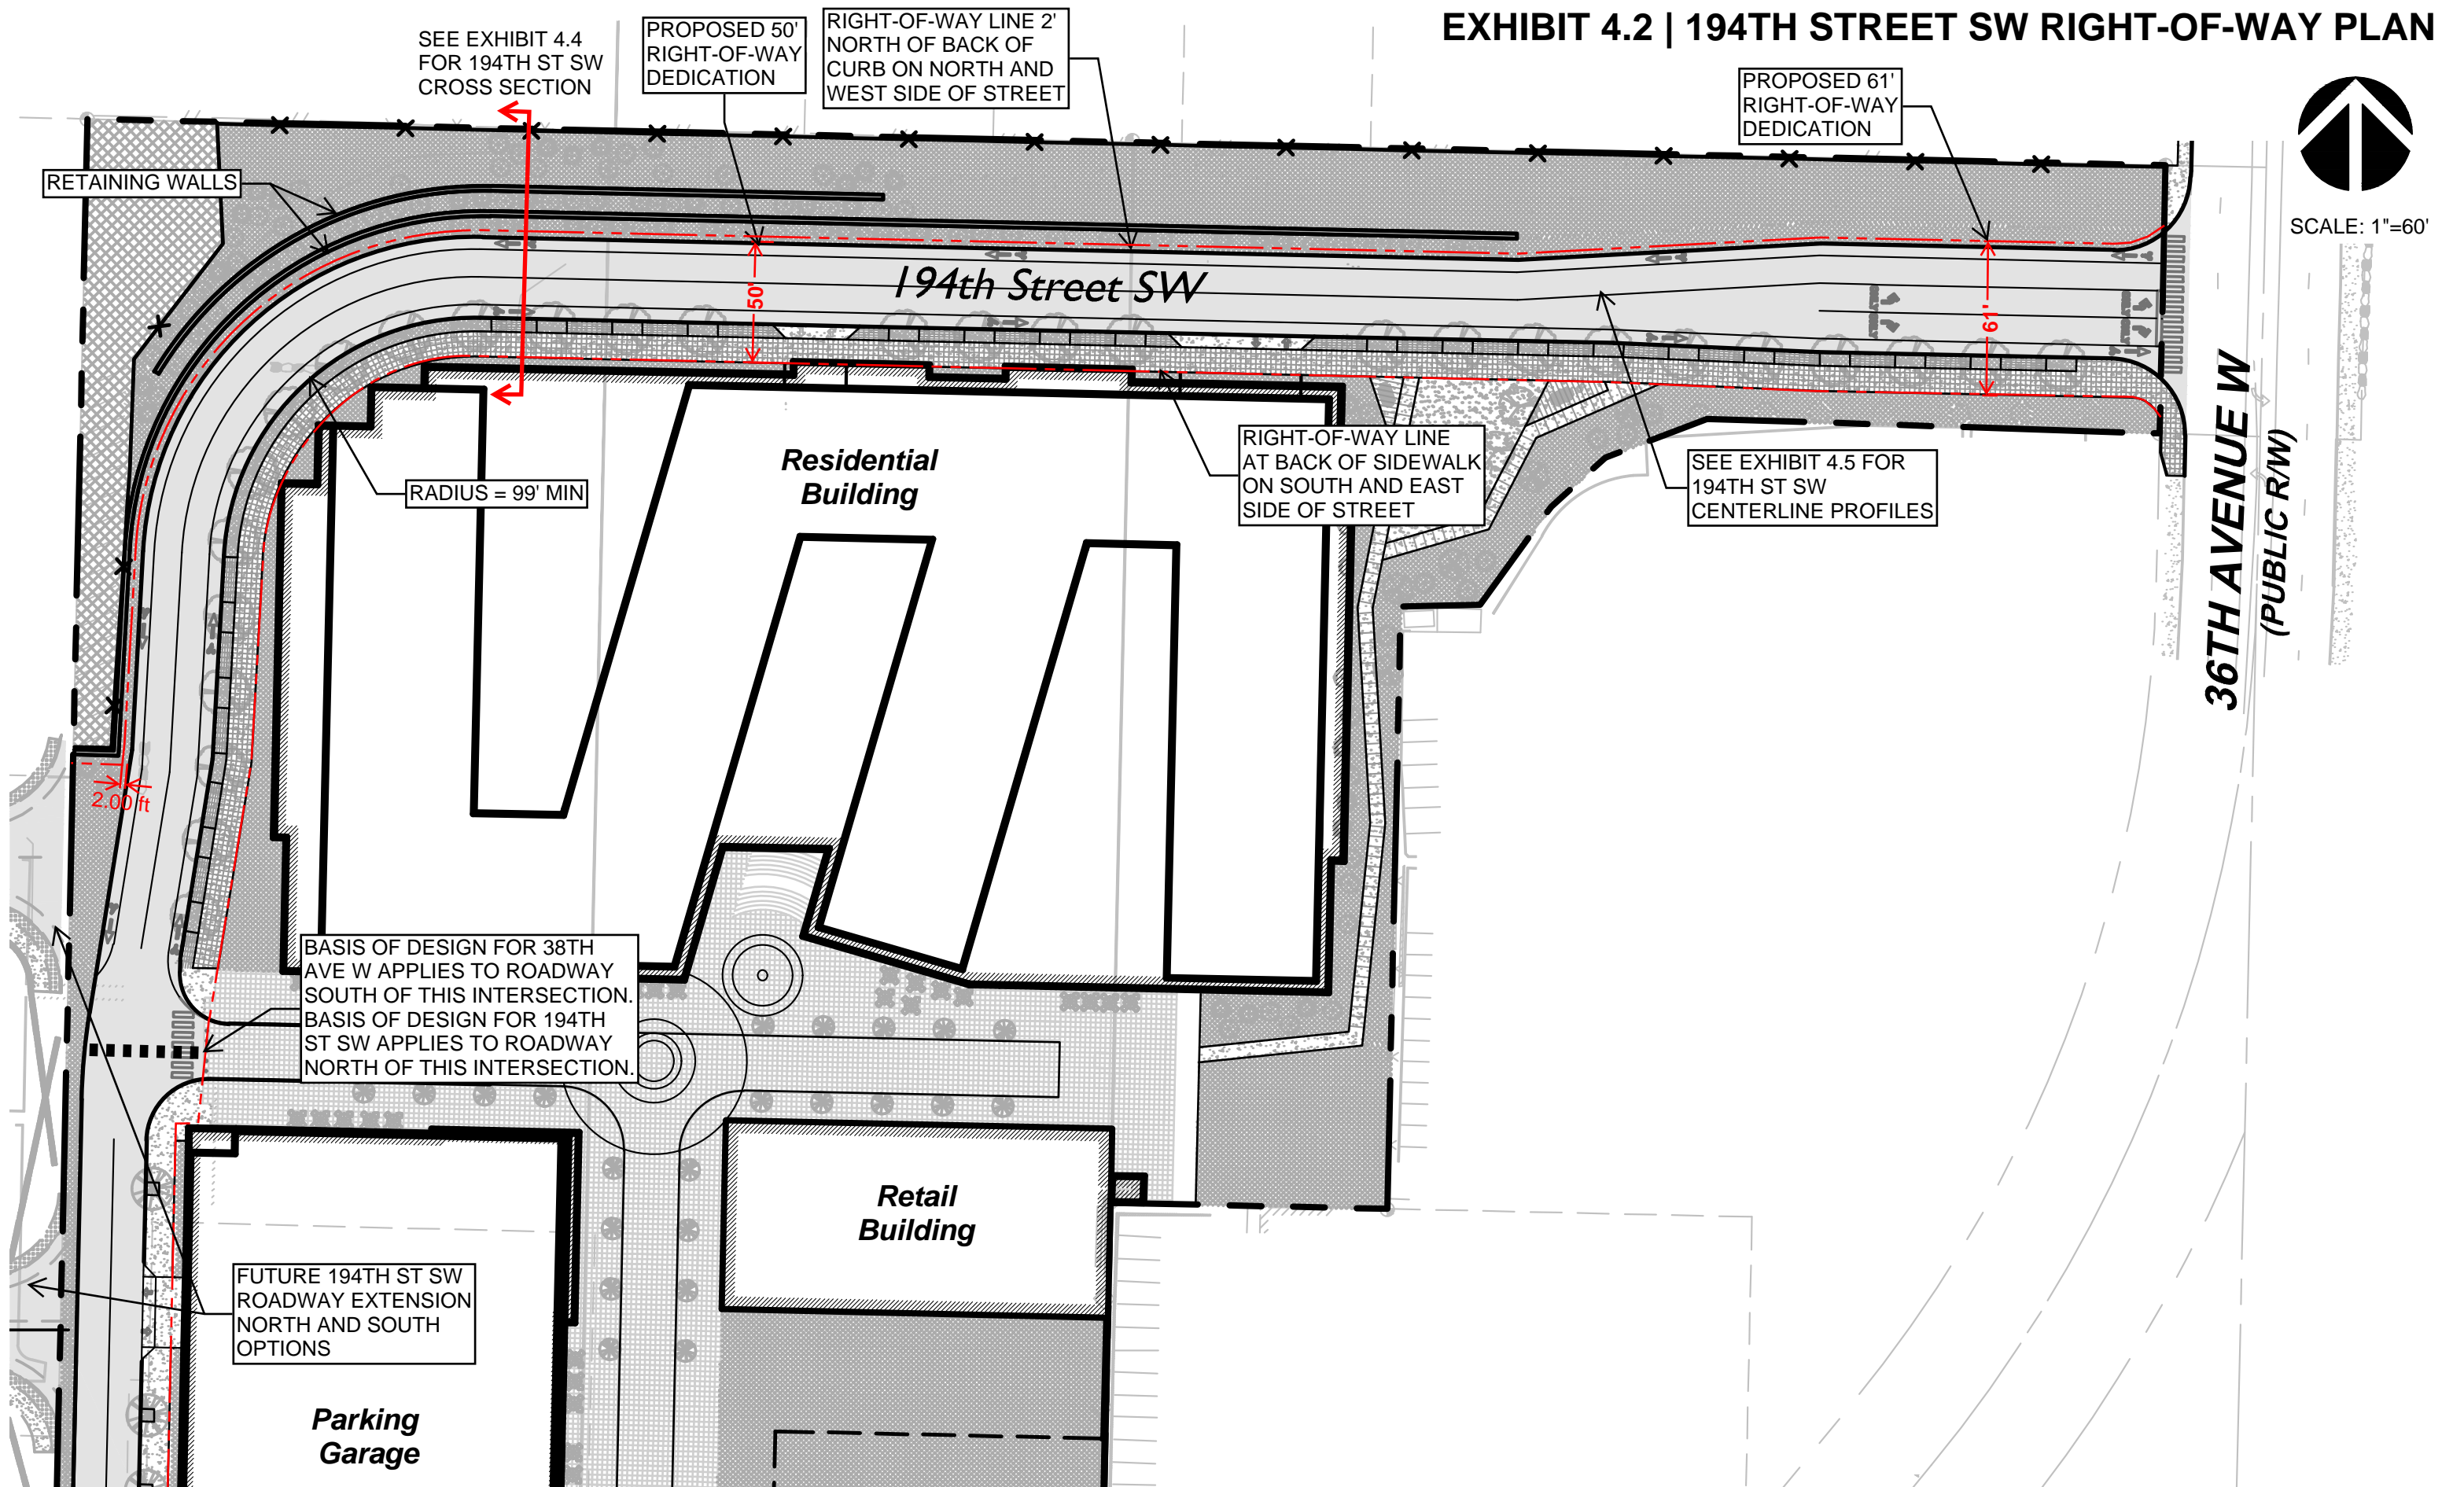 EXHIBIT 4.2 | 194TH STREET SW RIGHT-OF-WAY PLAN
SEE EXHIBIT 4.4
FOR 194TH ST SW
CROSS SECTION
PROPOSED 50'
RIGHT-OF-WAY
DEDICATION
RIGHT-OF-WAY LINE 2'
NORTH OF BACK OF
CURB ON NORTH AND
WEST SIDE OF STREET
PROPOSED 61'
RIGHT-OF-WAY
DEDICATION
SCALE: 1"=60'
RETAINING WALLS
194th Street SW
50'
61'
ONLY
ONLY
ONLY
ONLY
RADIUS = 99' MIN
Residential
Building
RIGHT-OF-WAY LINE
AT BACK OF SIDEWALK
ON SOUTH AND EAST
SIDE OF STREET
SEE EXHIBIT 4.5 FOR
194TH ST SW
CENTERLINE PROFILES
36TH AVENUE W
(PUBLIC R/W)
2.00 ft
BASIS OF DESIGN FOR 38TH
AVE W APPLIES TO ROADWAY
SOUTH OF THIS INTERSECTION.
BASIS OF DESIGN FOR 194TH
ST SW APPLIES TO ROADWAY
NORTH OF THIS INTERSECTION.
Retail
Building
FUTURE 194TH ST SW
ROADWAY EXTENSION
NORTH AND SOUTH
OPTIONS
Parking
Garage